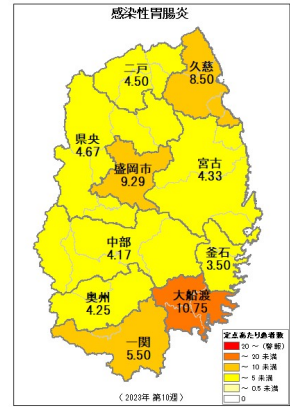 感染性胃腸炎
二戸
4.50
久慈
8.50
県央
4.67
盛岡市
9.29
宮古
4.33
中部
4.17
釜石
3.50
奥州
4.25
大船渡
10.75
一関
5.50
定点あたり患者数
20 ～ (警報)
～ 20 未満
～ 10 未満
～ 5 未満
～ 0.5 未満
0
(2023年 第10週)